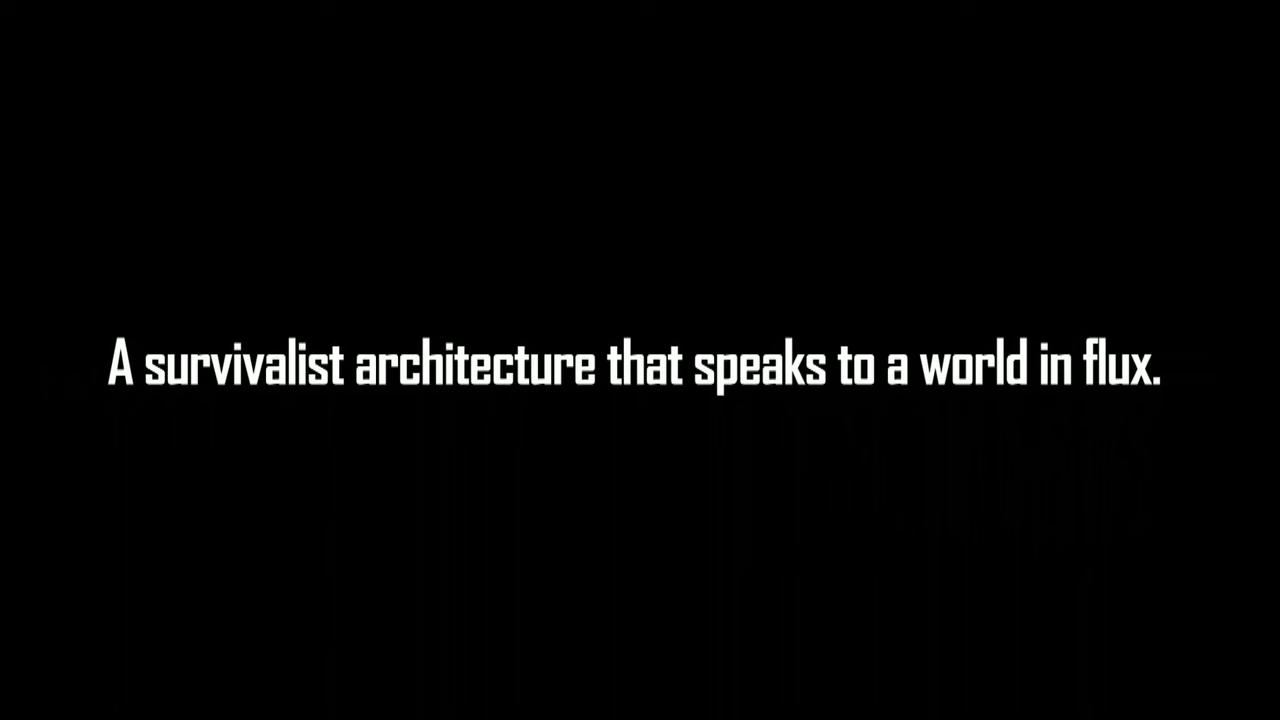 A survivalist architecture that speaks to a world in flux.